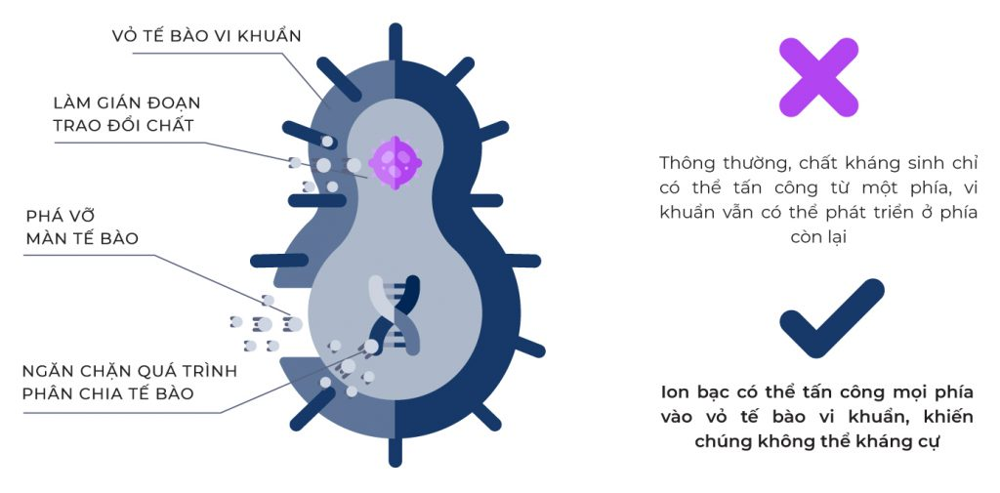 VỎ TẾ BÀO VI KHUẨN
LÀM GIÁN ĐOẠN
TRAO ĐỔI CHẤT
PHÁ VỠ
MÀN TẾ BÀO
NGĂN CHẶN QUÁ TRÌNH
PHÂN CHIA TẾ BÀO
Thông thường, chất kháng sinh chỉ
có thể tấn công từ một phía, vi
khuẩn vẫn có thể phát triển ở phía
còn lại
Ion bạc có thể tấn công mọi phía
vào vỏ tế bào vi khuẩn, khiến
chúng không thể kháng cự